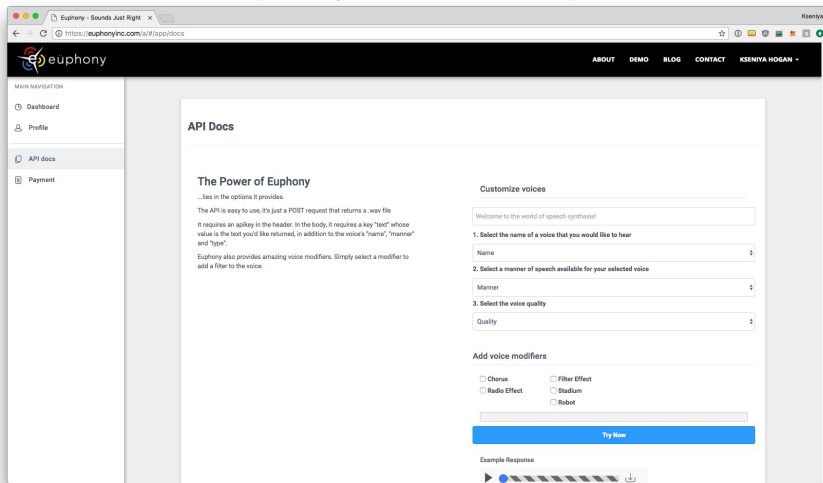 Euphony - Sounds Just Right
Kseniya
https://euphonyinc.com/a/#/app/docs
eüphony
ABOUT DEMO BLOG CONTACT KSENIYA HOGAN
MAIN NAVIGATION
Dashboard
Profile
API docs
Payment
API Docs
The Power of Euphony
...lies in the options it provides.
The API is easy to use, it's just a POST request that returns a .wav file
It requires an apikey in the header. In the body, it requires a key "text" whose
value is the text you'd like returned, in addition to the voice's "name", "manner"
and "type".
Euphony also provides amazing voice modifiers. Simply select a modifier to
add a filter to the voice.
Customize voices
Welcome to the world of speech synthesis!
1. Select the name of a voice that you would like to hear
Name
2. Select a manner of speech available for your selected voice
Manner
3. Select the voice quality
Quality
Add voice modifiers
Chorus Filter Effect
Radio Effect Stadium
Robot
Try Now
Example Response